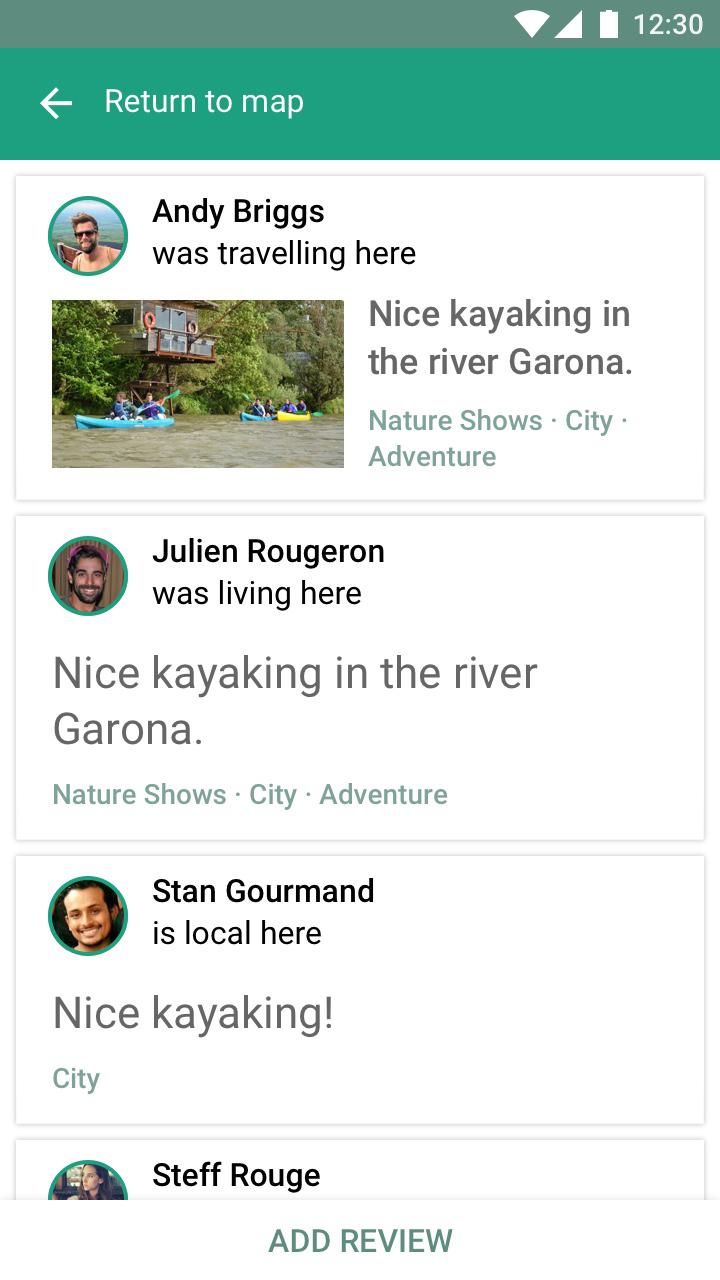 12:30
Return to map
Andy Briggs
was travelling here
Nice kayaking in
the river Garona.
Nature Shows · City ·
Adventure
Julien Rougeron
was living here
Nice kayaking in the river
Garona.
Nature Shows · City · Adventure
Stan Gourmand
is local here
Nice kayaking!
City
Steff Rouge
ADD REVIEW